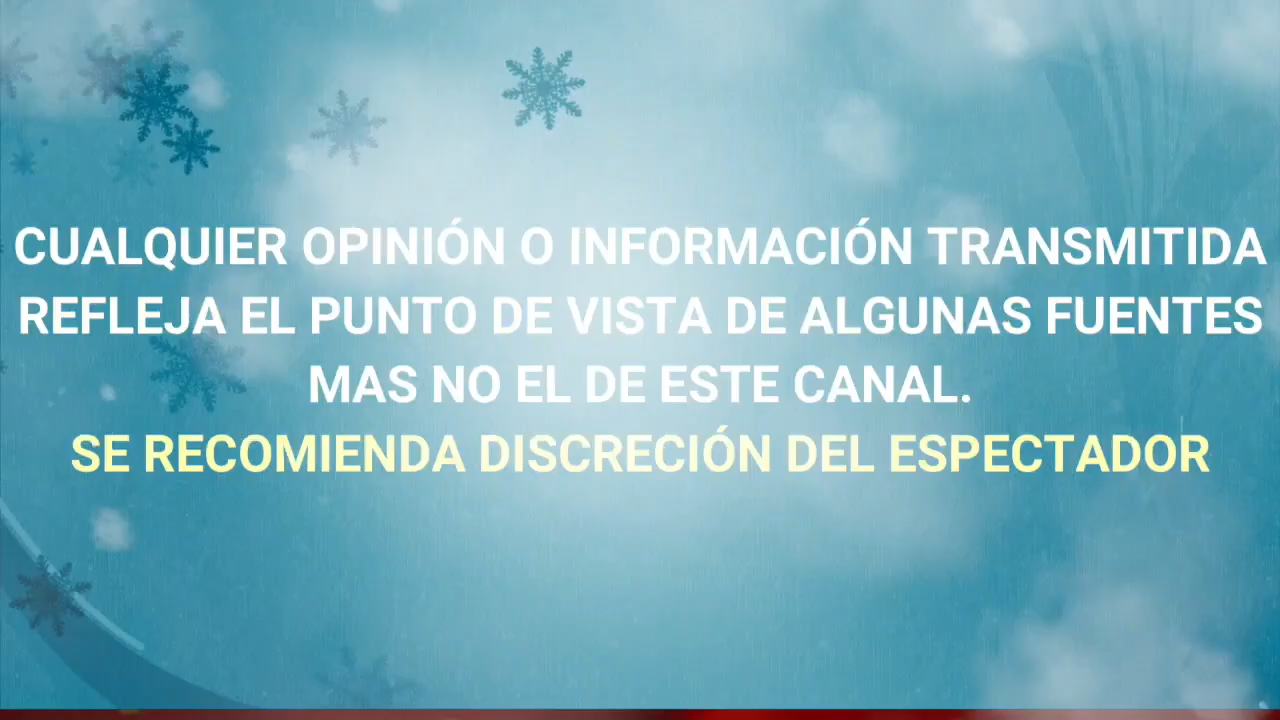 CUALQUIER OPINIÓN O INFORMACIÓN TRANSMITIDA
REFLEJA EL PUNTO DE VISTA DE ALGUNAS FUENTES
MAS NO EL DE ESTE CANAL.
SE RECOMIENDA DISCRECIÓN DEL ESPECTADOR